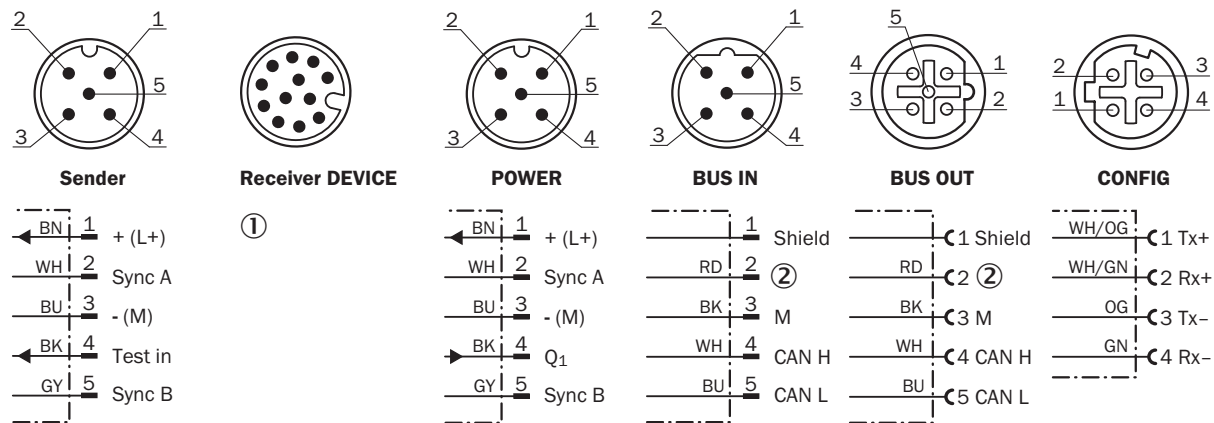 2 1
5
3 4
Sender
BN 1 + (L+)
WH 2 Sync A
BU 3 - (M)
BK 4 Test in
GY 5 Sync B
Receiver DEVICE
①
2 1
5
3 4
POWER
BN 1 + (L+)
WH 2 Sync A
BU 3 - (M)
BK 4 Q₁
GY 5 Sync B
2 1
5
3 4
BUS IN
1 Shield
RD 2 ②
BK 3 M
WH 4 CAN H
BU 5 CAN L
5
4 1
3 2
BUS OUT
1 Shield
RD 2 ②
BK 3 M
WH 4 CAN H
BU 5 CAN L
2 3
1 4
CONFIG
WH/OG 1 Tx+
WH/GN 2 Rx+
OG 3 Tx–
GN 4 Rx–